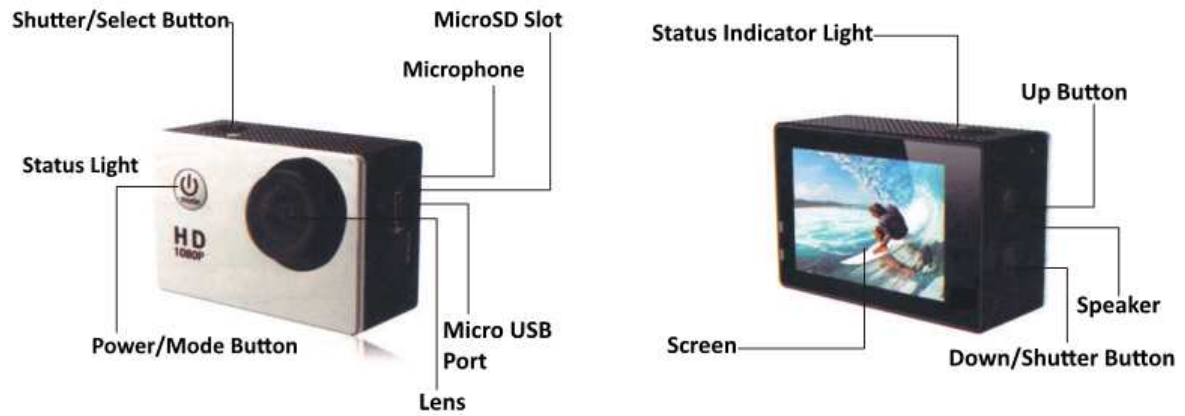 Shutter/Select Button
MicroSD Slot
Microphone
Status Light
mode
HD
1080P
Power/Mode Button
Micro USB
Port
Lens
Status Indicator Light
Up Button
Speaker
Screen
Down/Shutter Button